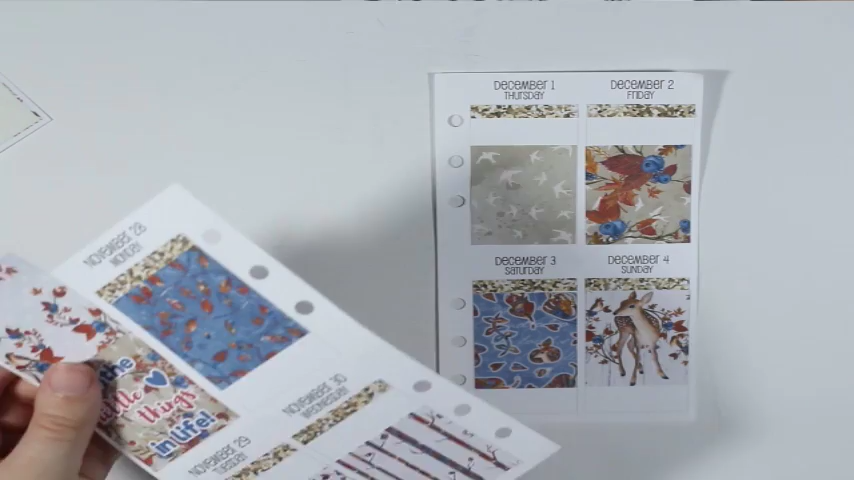 December 1
Thursday
December 2
Friday
December 3
Saturday
December 4
Sunday
November 28
Monday
the
little
things
in life!
November 29
Tuesday
November 30
Wednesday